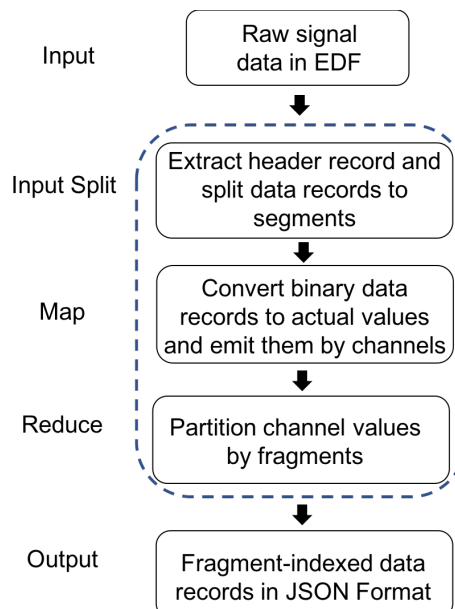 Input
Raw signal
data in EDF
Input Split
Extract header record and
split data records to
segments
Map
Convert binary data
records to actual values
and emit them by channels
Reduce
Partition channel values
by fragments
Output
Fragment-indexed data
records in JSON Format